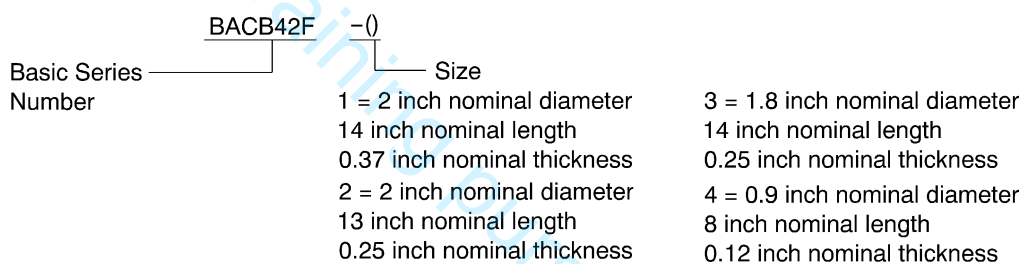 BACB42F -()
Basic Series
Number
Size
1 = 2 inch nominal diameter
14 inch nominal length
0.37 inch nominal thickness
2 = 2 inch nominal diameter
13 inch nominal length
0.25 inch nominal thickness
3 = 1.8 inch nominal diameter
14 inch nominal length
0.25 inch nominal thickness
4 = 0.9 inch nominal diameter
8 inch nominal length
0.12 inch nominal thickness